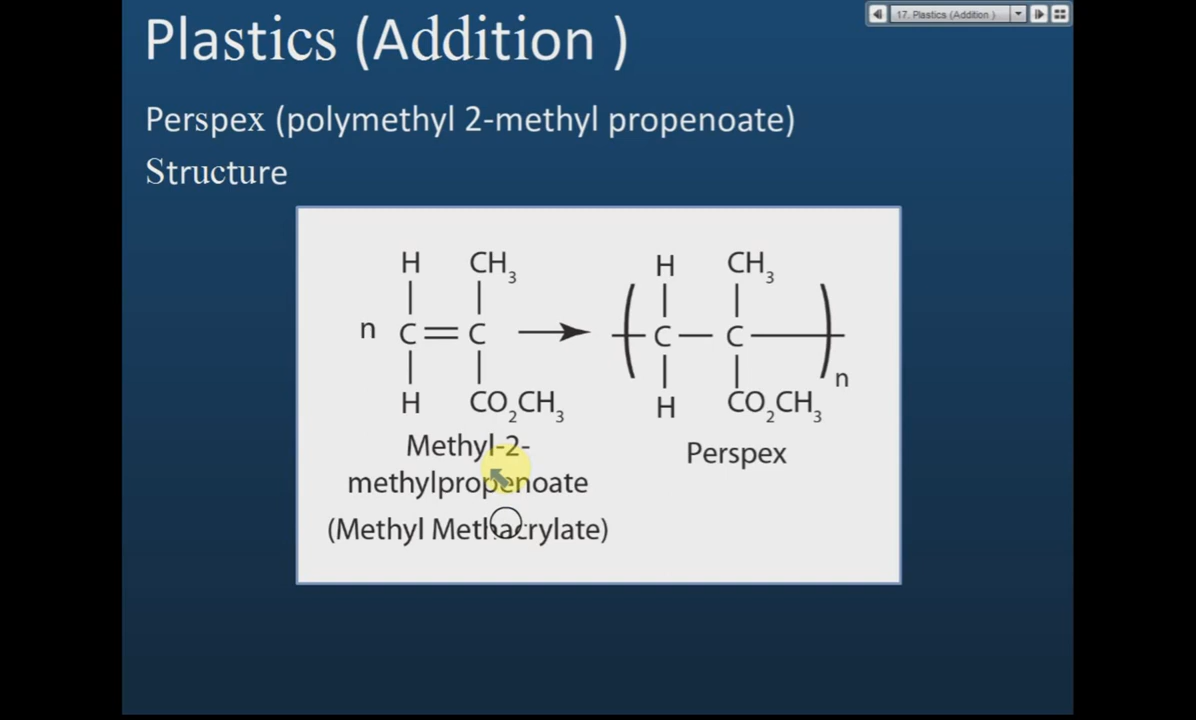 17. Plastics (Addition )
Plastics (Addition )
Perspex (polymethyl 2-methyl propenoate)
Structure
H CH3 H CH3
n C=C C C n
H CO2CH3 H CO2CH3
Methyl-2-
methylpropenoate
(Methyl Methacrylate)
Perspex